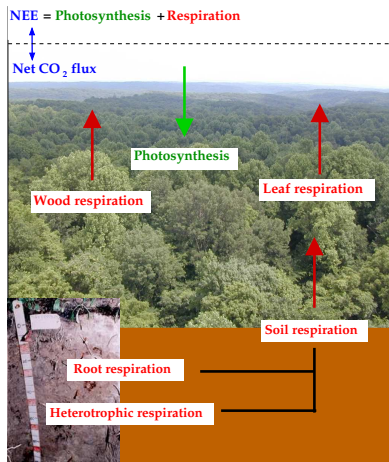 NEE = Photosynthesis + Respiration
Net CO2 flux
Photosynthesis
Wood respiration
Leaf respiration
Soil respiration
Root respiration
Heterotrophic respiration